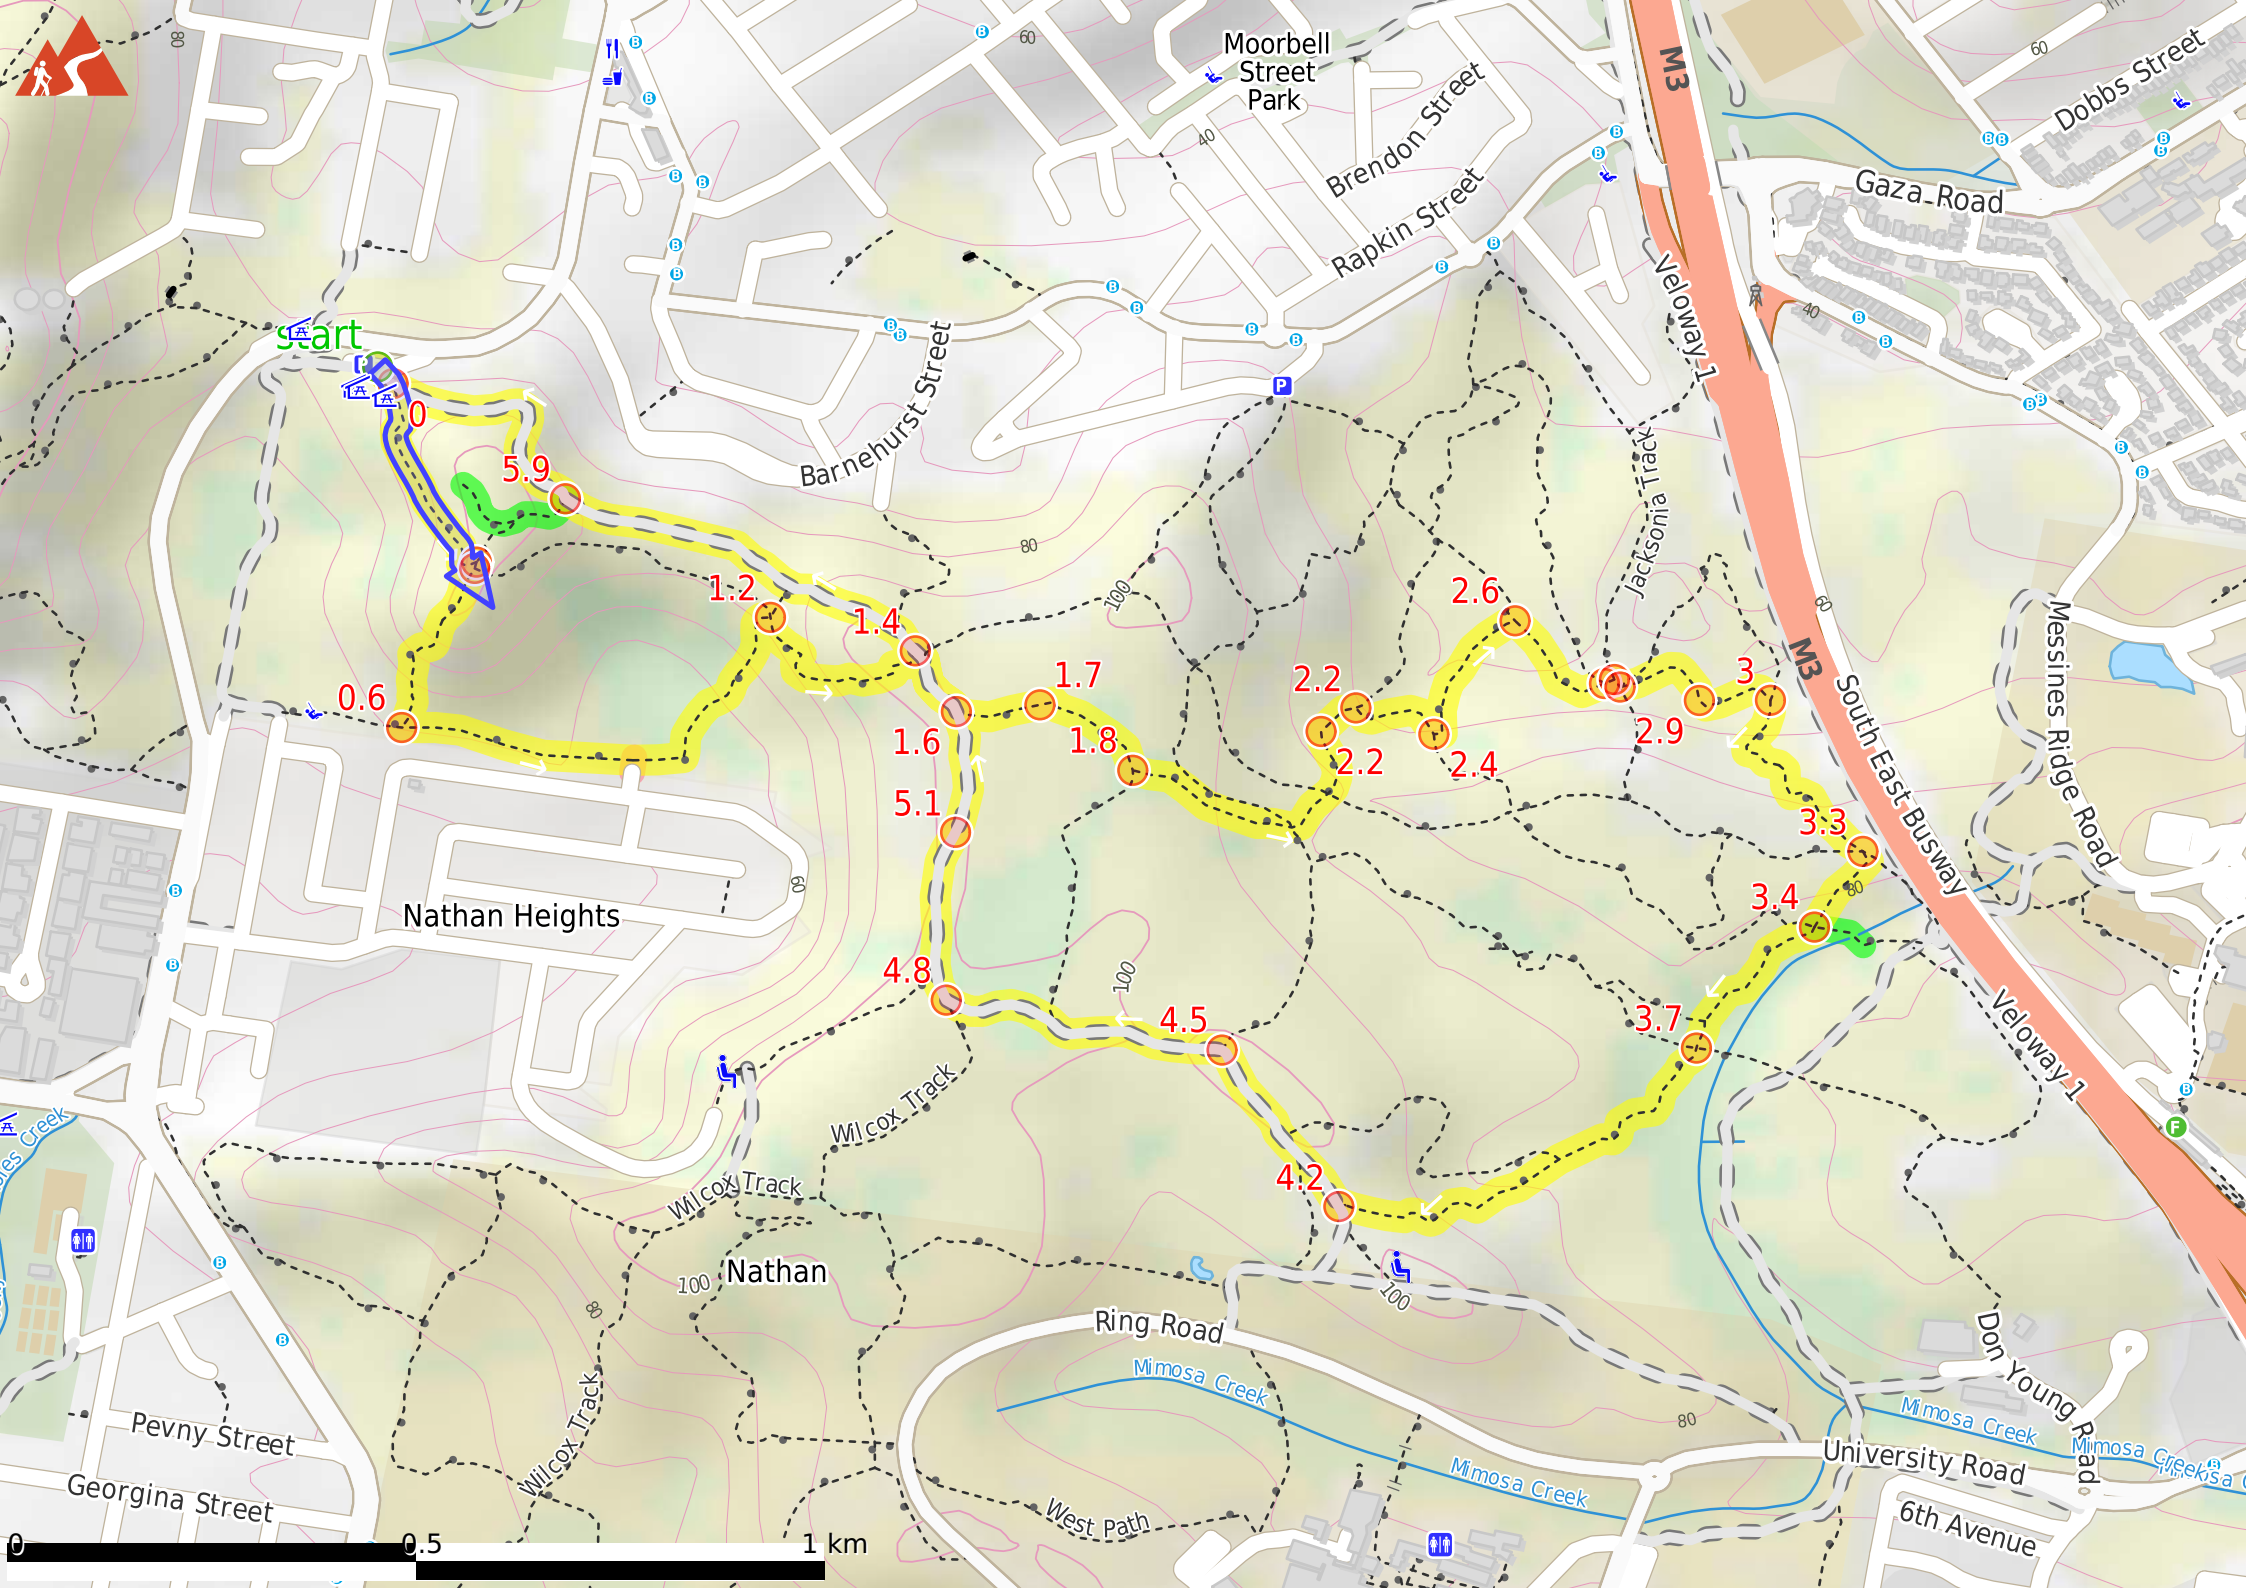 80
60
Moorbell
Street
Park
40
Brendon Street
Rapkin Street
M3
60
Dobbs Street
Gaza Road
40
Veloway 1
start
0
5.9
Barnehurst Street
P
80
100
Jacksonia Track
60
1.2
1.4
2.6
0.6
1.7
2.2
3
M3
1.6
1.8
2.2
2.4
2.9
South East Busway
Messines Ridge Road
5.1
3.3
60
80
Nathan Heights
3.4
4.8
100
4.5
3.7
Veloway 1
F
Wilcox Track
Creek
4.2
Wilcox Track
Nathan
100
80
100
Ring Road
Mimosa Creek
Don Young Road
Wilcox Track
80
Mimosa Creek
Mimosa Creek
Pevny Street
University Road
Mimosa Creek
Georgina Street
West Path
6th Avenue
0
0.5
1 km